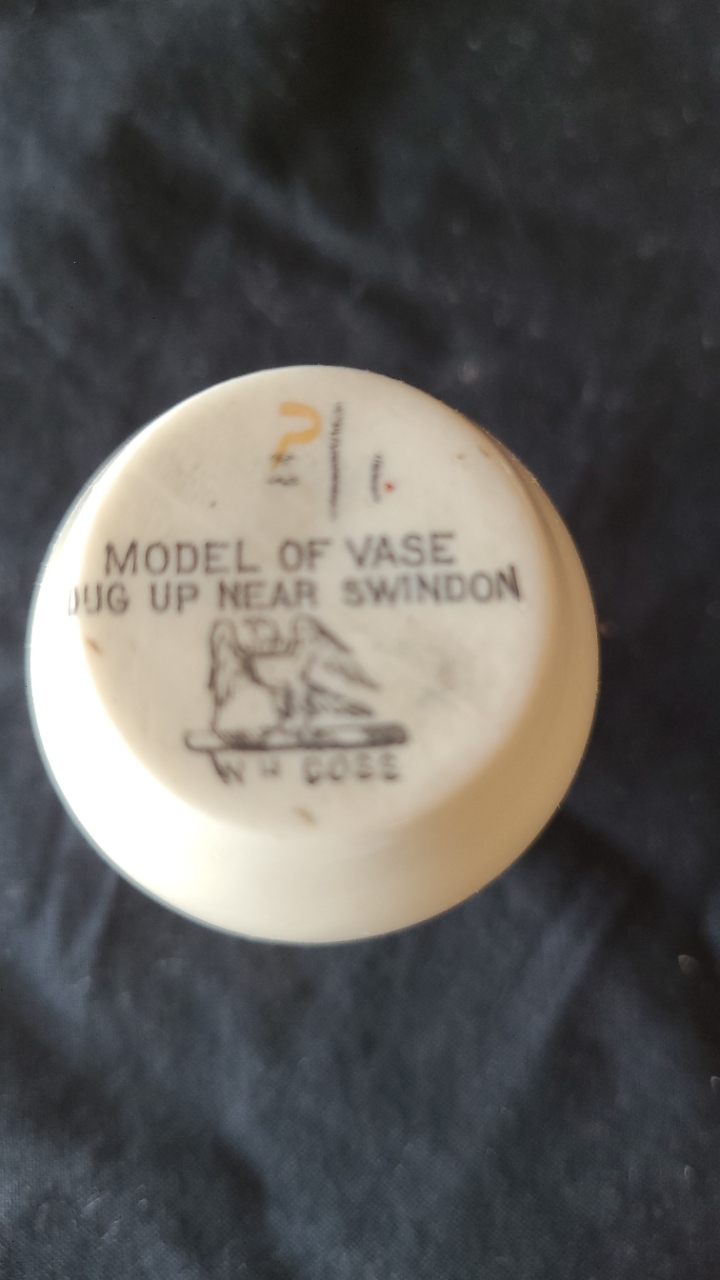 MODEL OF VASE
DUG UP NEAR SWINDON
W H GOSS